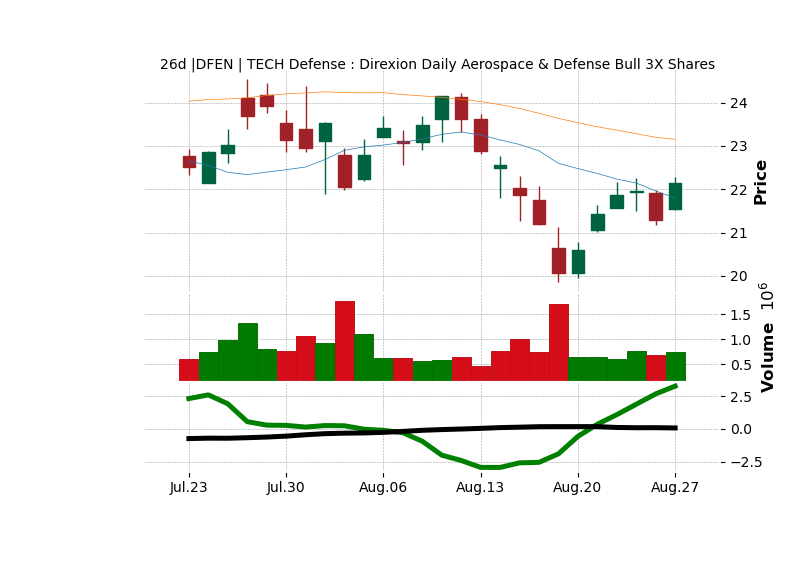 26d |DFEN | TECH Defense : Direxion Daily Aerospace & Defense Bull 3X Shares
24
23
22
21
20
Price
1.5
1.0
0.5
Volume 10^6
2.5
0.0
−2.5
Jul.23 Jul.30 Aug.06 Aug.13 Aug.20 Aug.27